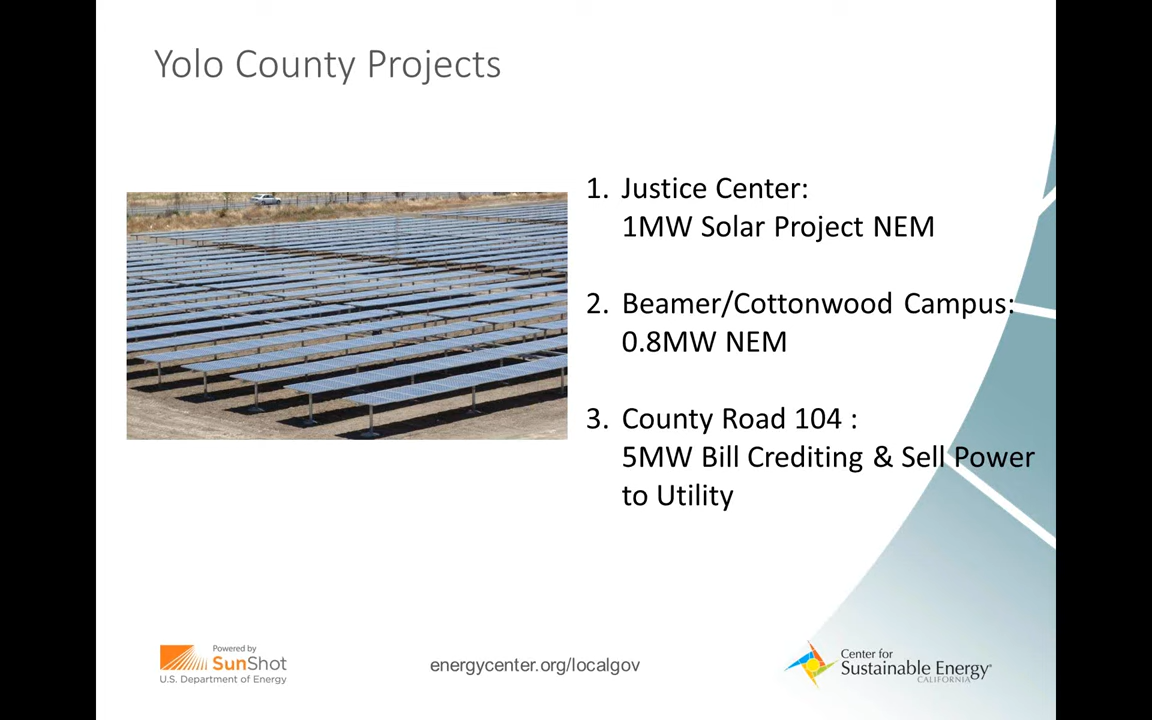 Yolo County Projects
1. Justice Center:
1MW Solar Project NEM
2. Beamer/Cottonwood Campus:
0.8MW NEM
3. County Road 104 :
5MW Bill Crediting & Sell Power
to Utility
Powered by
SunShot
U.S. Department of Energy
energycenter.org/localgov
Center for
Sustainable Energy®
CALIFORNIA